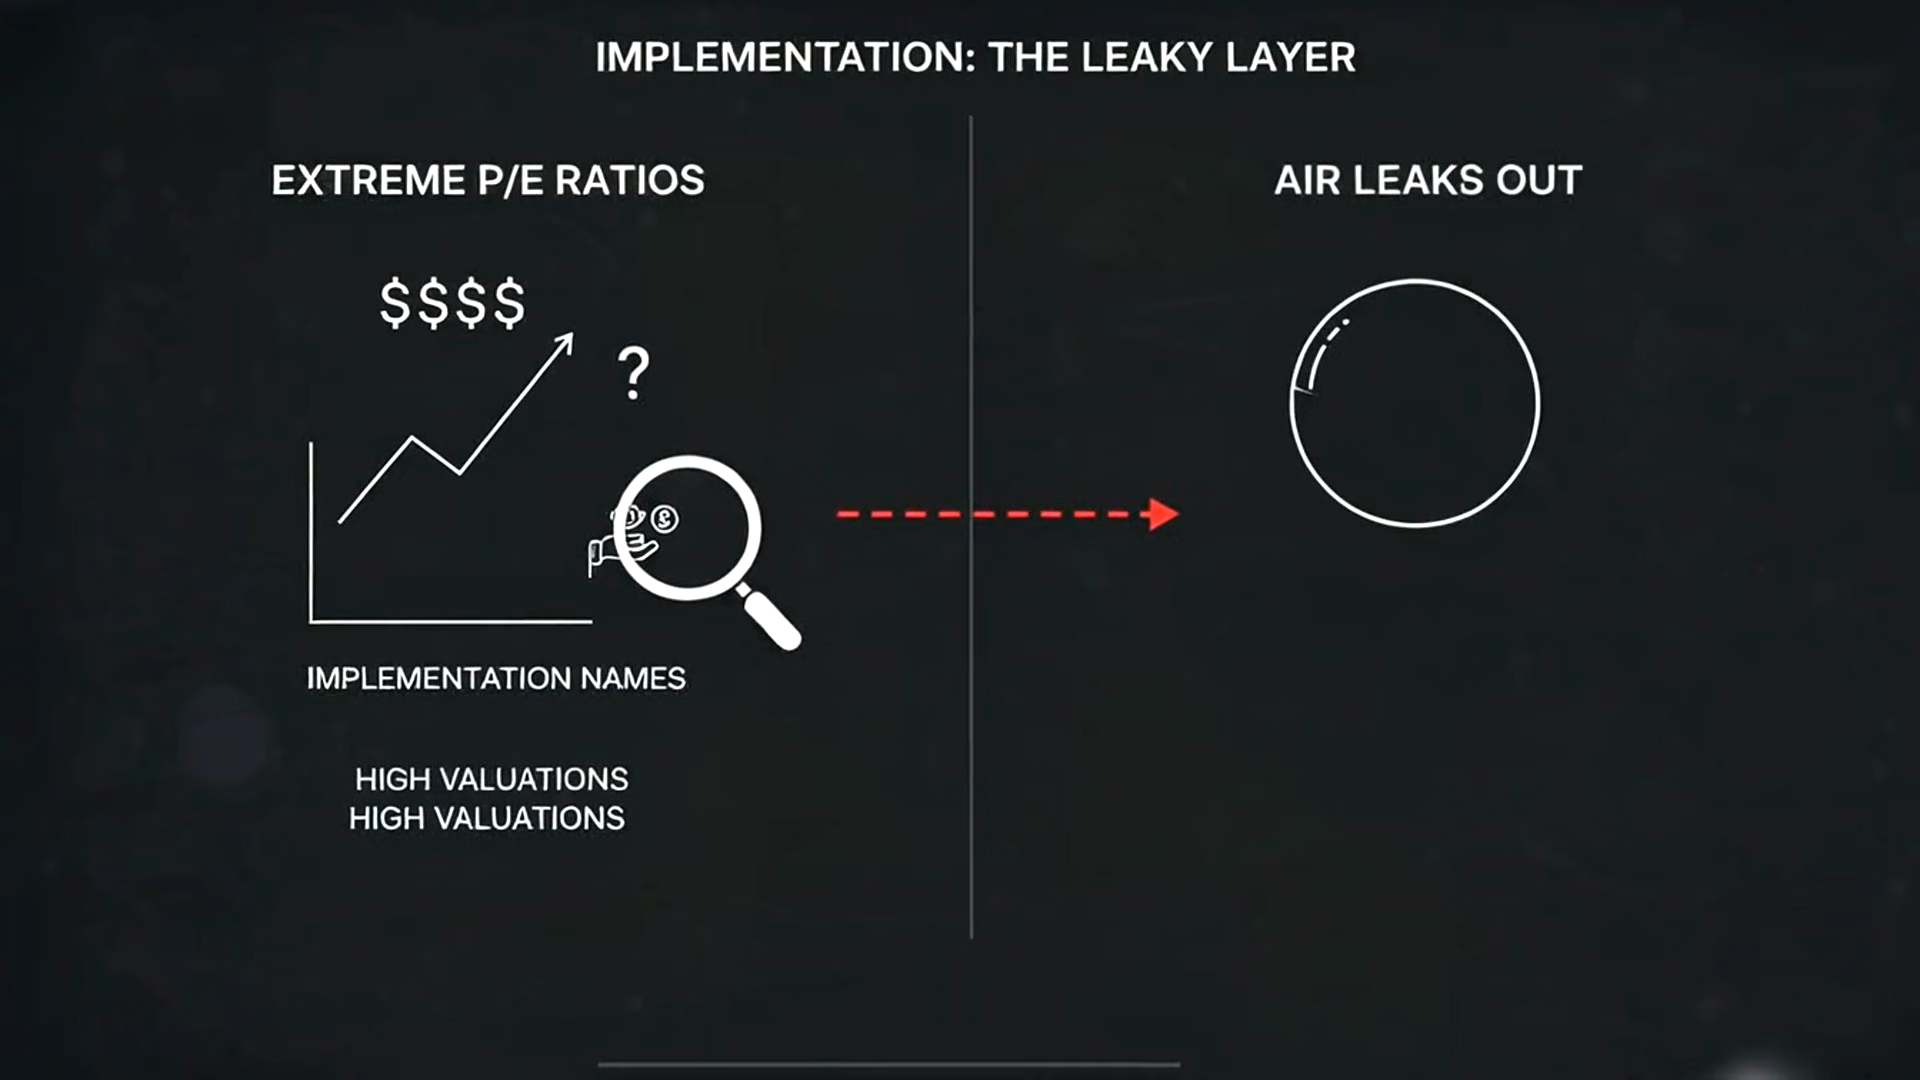 IMPLEMENTATION: THE LEAKY LAYER
EXTREME P/E RATIOS
$$$$
?
£
IMPLEMENTATION NAMES
HIGH VALUATIONS
HIGH VALUATIONS
AIR LEAKS OUT